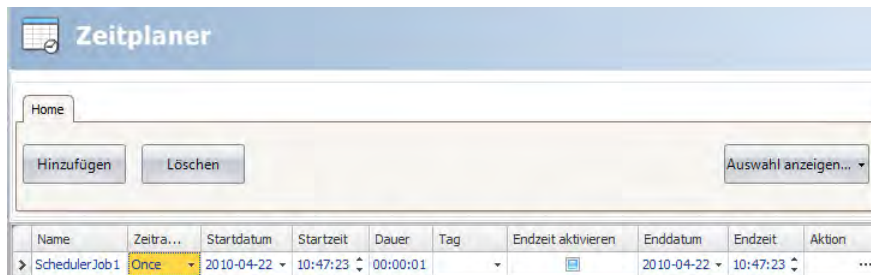 Zeitplaner
Home
Hinzufügen Löschen Auswahl anzeigen...
Name Zeitra... Startdatum Startzeit Dauer Tag Endzeit aktivieren Enddatum Endzeit Aktion
SchedulerJob1 Once 2010-04-22 10:47:23 00:00:01 2010-04-22 10:47:23 ...